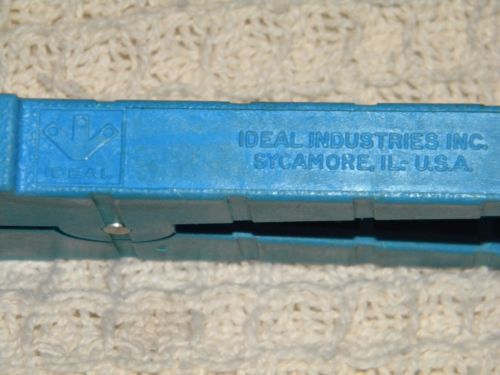 IDEAL
IDEAL INDUSTRIES INC.
SYCAMORE, IL. U.S.A.